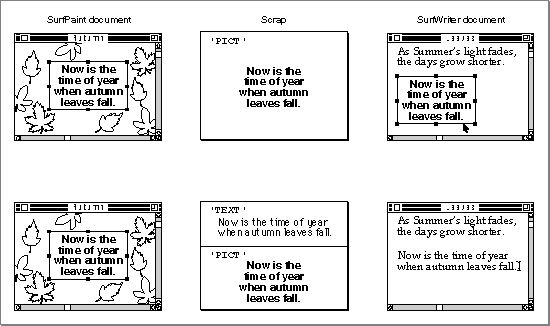 SurfPaint document
Scrap
SurfWriter document
Now is the
time of year
when autumn
leaves fall.
'PICT'
Now is the
time of year
when autumn
leaves fall.
As Summer's light fades,
the days grow shorter.
Now is the
time of year
when autumn
leaves fall.
Now is the
time of year
when autumn
leaves fall.
'TEXT'
Now is the time of year
when autumn leaves fall.
'PICT'
Now is the
time of year
when autumn
leaves fall.
As Summer's light fades,
the days grow shorter.
Now is the time of year
when autumn leaves fall.